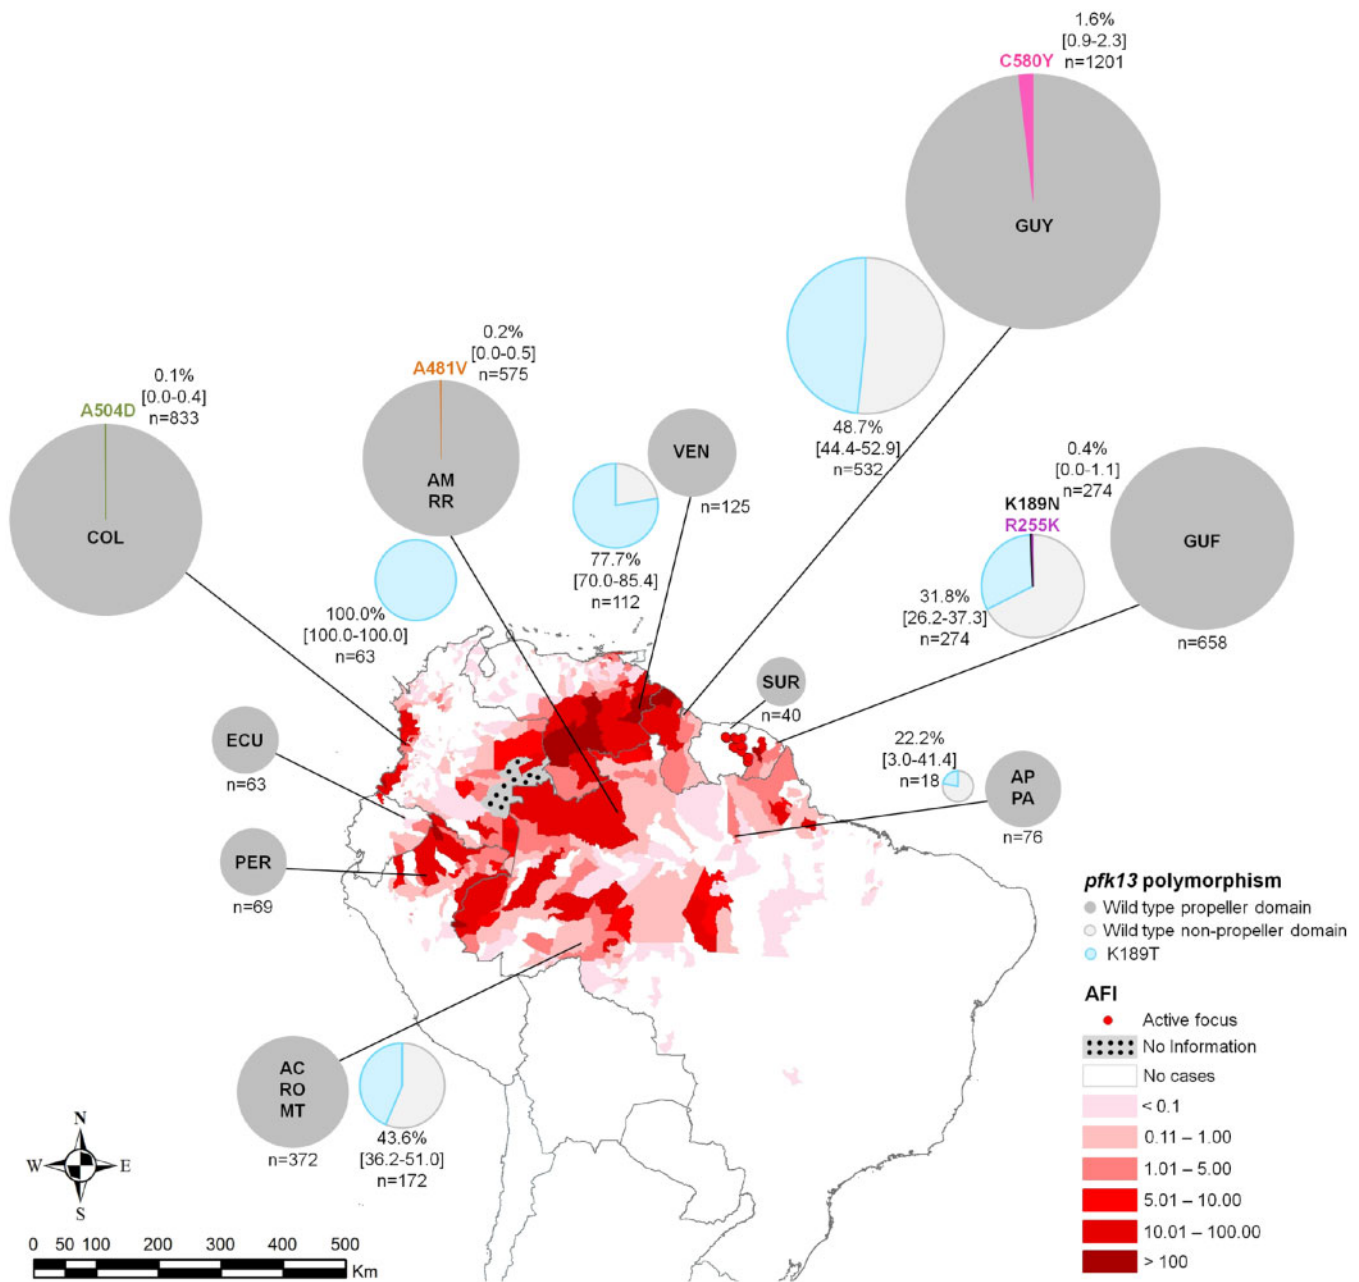 1.6%
[0.9-2.3]
C580Y
n=1201
GUY
48.7%
[44.4-52.9]
n=532
0.2%
[0.0-0.5]
A481V
n=575
AM
RR
100.0%
[100.0-100.0]
n=63
0.1%
[0.0-0.4]
A504D
n=833
COL
VEN
n=125
77.7%
[70.0-85.4]
n=112
0.4%
[0.0-1.1]
n=274
K189N
R255K
31.8%
[26.2-37.3]
n=274
GUF
n=658
SUR
n=40
ECU
n=63
22.2%
[3.0-41.4]
n=18
AP
PA
n=76
PER
n=69
AC
RO
MT
n=372
43.6%
[36.2-51.0]
n=172
pfk13 polymorphism
Wild type propeller domain
Wild type non-propeller domain
K189T
AFI
Active focus
No Information
No cases
< 0.1
0.11 – 1.00
1.01 – 5.00
5.01 – 10.00
10.01 – 100.00
> 100
N
W E
S
0 50 100 200 300 400 500
Km